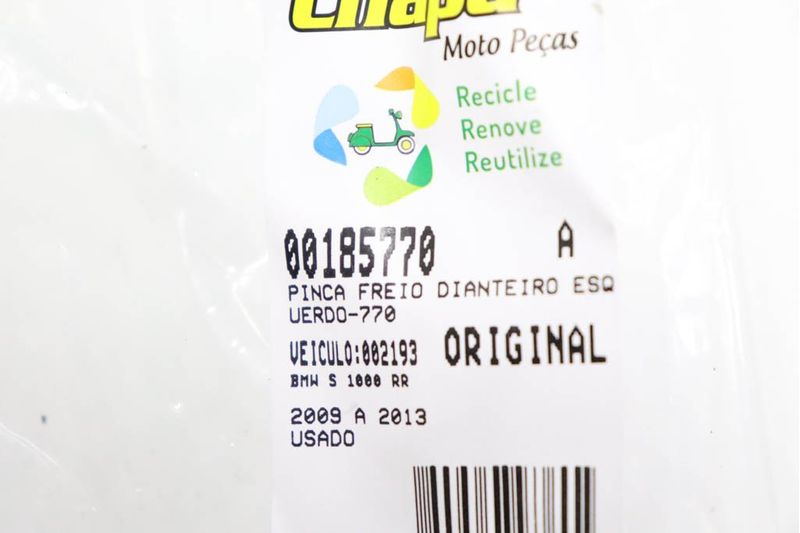 Moto Peças
Recicle
Renove
Reutilize
00185770 A
PINCA FREIO DIANTEIRO ESQ
UERDO-770
VEICULO:002193 ORIGINAL
BMW S 1000 RR
2009 A 2013
USADO